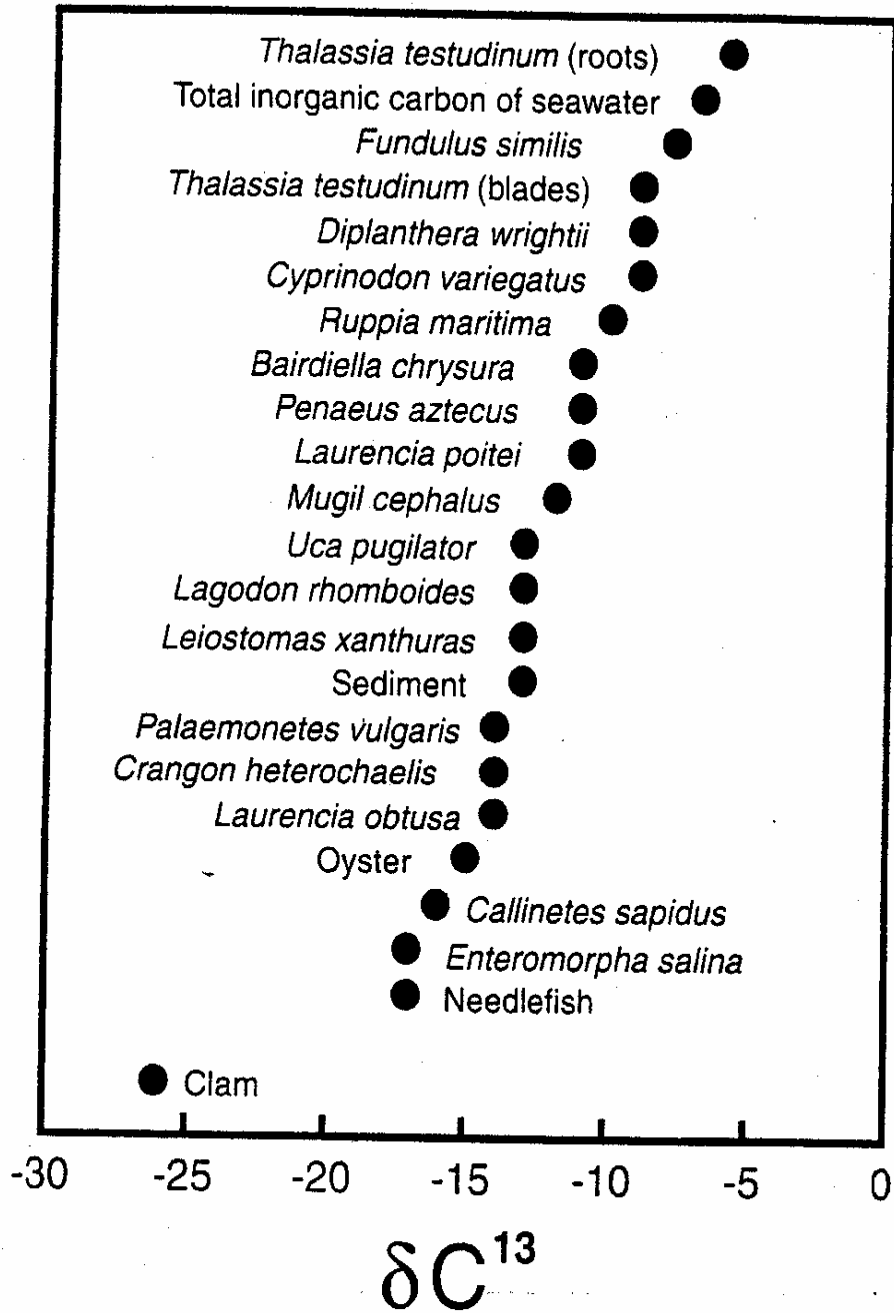 Thalassia testudinum (roots)
Total inorganic carbon of seawater
Fundulus similis
Thalassia testudinum (blades)
Diplanthera wrightii
Cyprinodon variegatus
Ruppia maritima
Bairdiella chrysura
Penaeus aztecus
Laurencia poitei
Mugil cephalus
Uca pugilator
Lagodon rhomboides
Leiostomas xanthuras
Sediment
Palaemonetes vulgaris
Crangon heterochaelis
Laurencia obtusa
Oyster
Callinetes sapidus
Enteromorpha salina
Needlefish
Clam
-30 -25 -20 -15 -10 -5 0
δC¹³